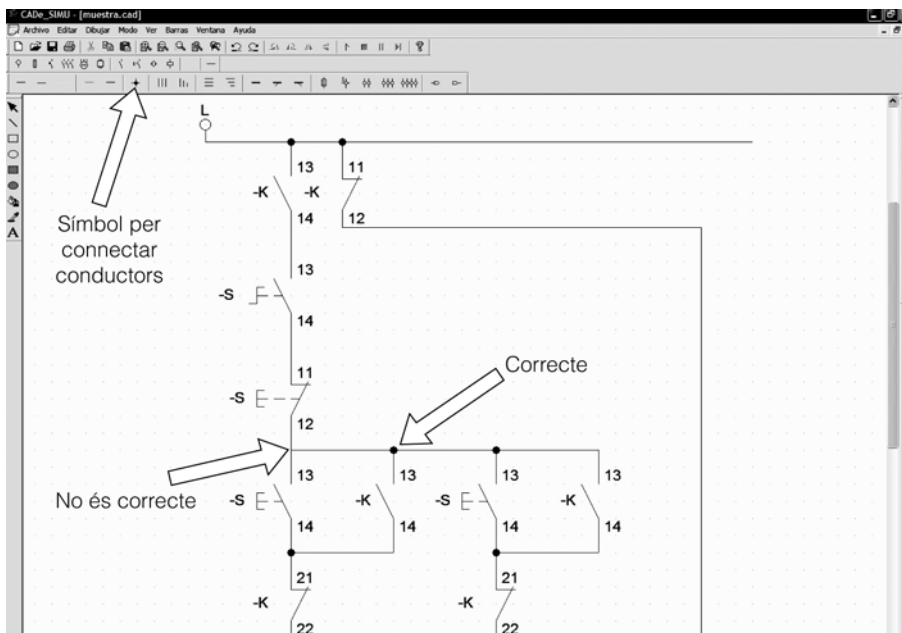 CADe_SIMU - [muestra.cad]
Archivo Editar Dibujar Modo Ver Barras Ventana Ayuda
L
13
11
-K
-K
14
12
Símbol per
connectar
conductors
13
-S
14
Correcte
11
-S
12
No és correcte
13
13
13
13
-S
-K
-S
-K
14
14
14
14
21
21
-K
-K
22
22
A